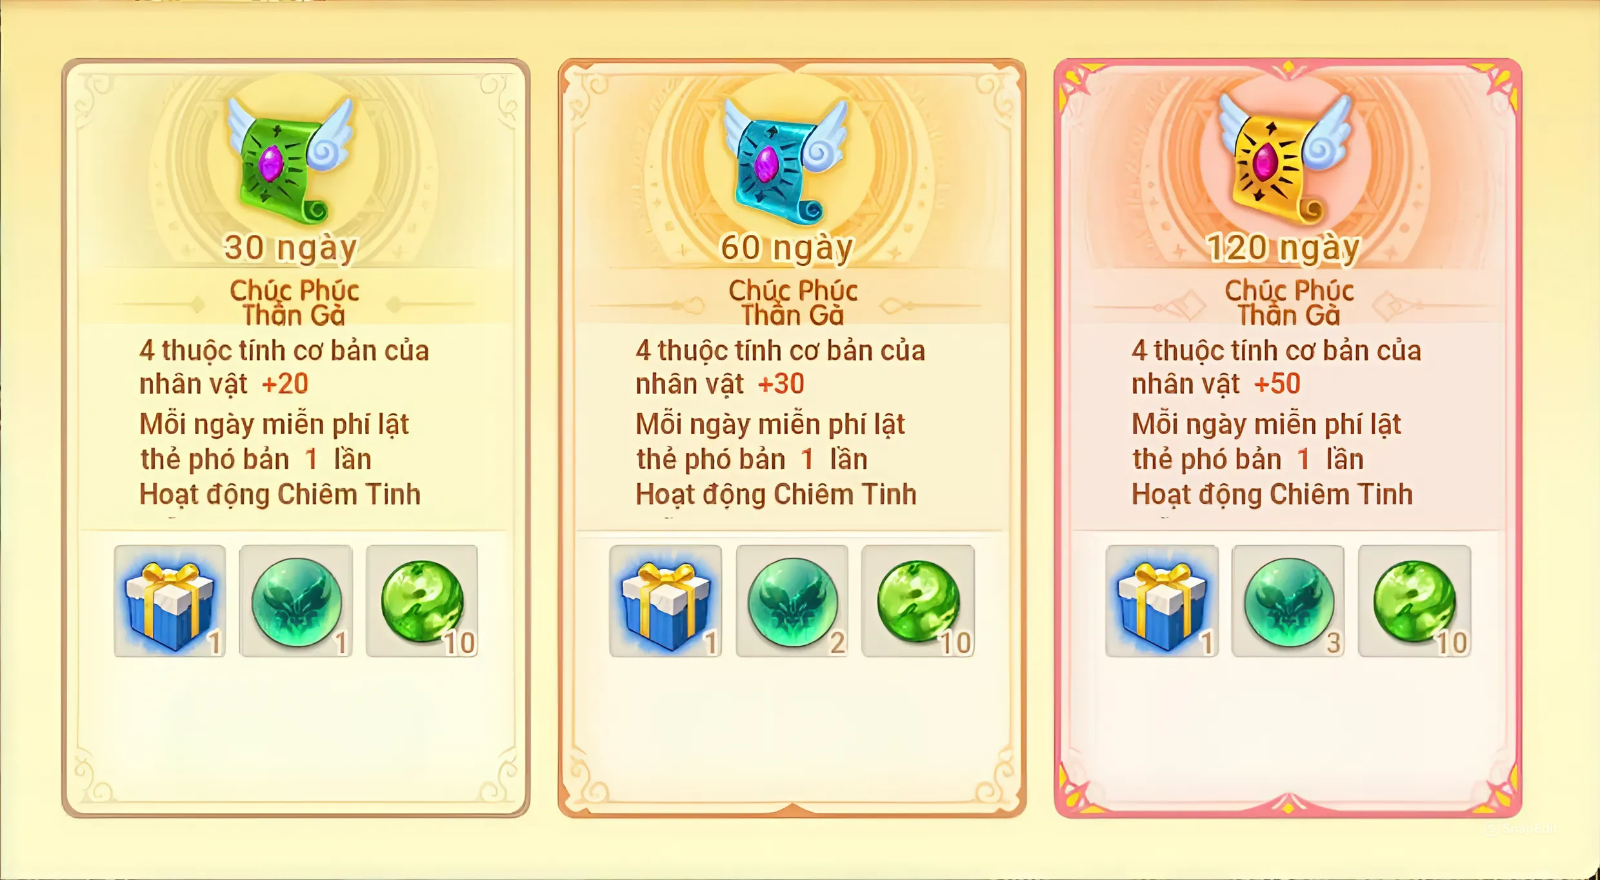 30 ngày
Chúc Phúc
Thần Gà
4 thuộc tính cơ bản của
nhân vật +20
Mỗi ngày miễn phí lật
thẻ phó bản 1 lần
Hoạt động Chiêm Tinh
1
1
10
60 ngày
Chúc Phúc
Thần Gà
4 thuộc tính cơ bản của
nhân vật +30
Mỗi ngày miễn phí lật
thẻ phó bản 1 lần
Hoạt động Chiêm Tinh
1
2
10
120 ngày
Chúc Phúc
Thần Gà
4 thuộc tính cơ bản của
nhân vật +50
Mỗi ngày miễn phí lật
thẻ phó bản 1 lần
Hoạt động Chiêm Tinh
1
3
10